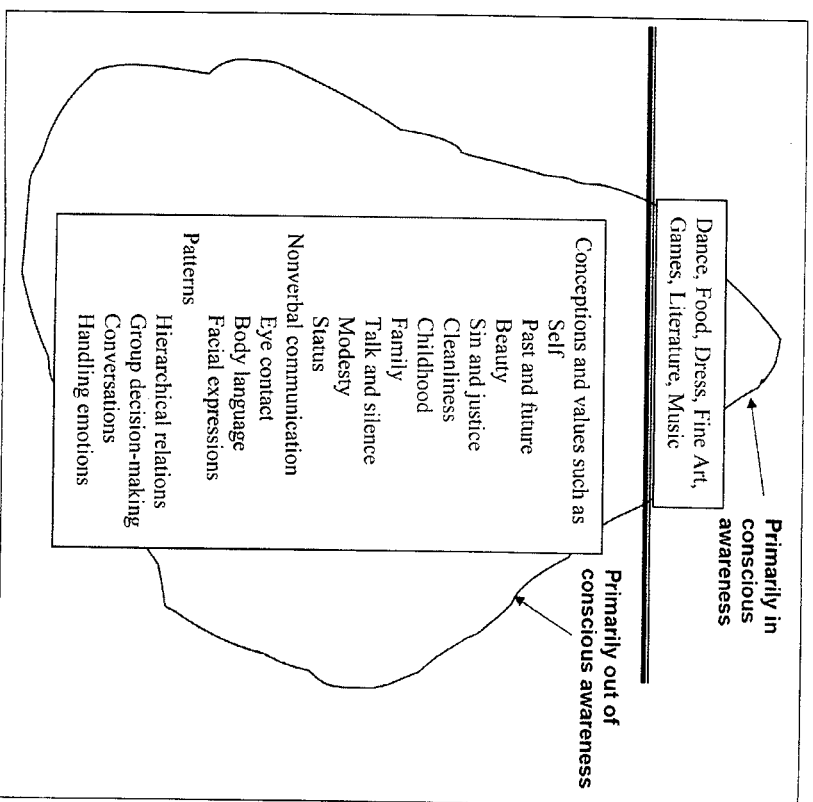 Primarily in
conscious
awareness
Dance, Food, Dress, Fine Art,
Games, Literature, Music
Primarily out of
conscious awareness
Conceptions and values such as
Self
Past and future
Beauty
Sin and justice
Cleanliness
Childhood
Family
Talk and silence
Modesty
Status
Nonverbal communication
Eye contact
Body language
Facial expressions
Patterns
Hierarchical relations
Group decision-making
Conversations
Handling emotions